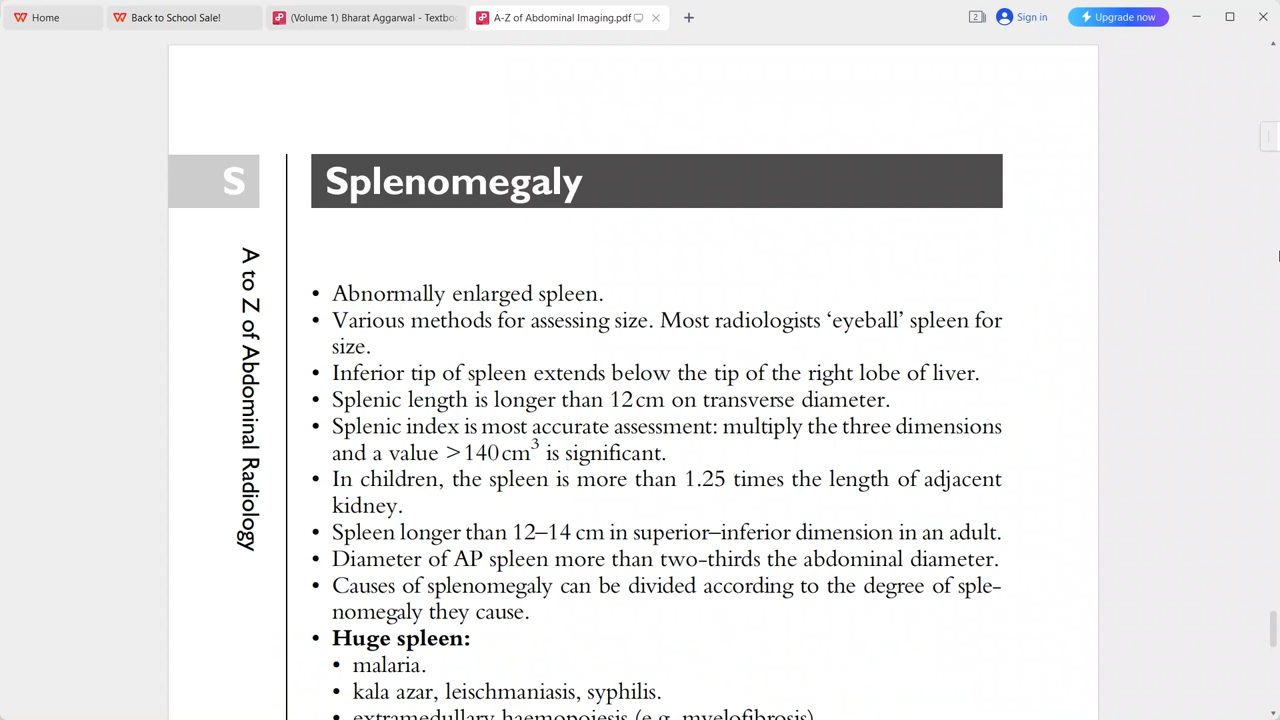 Home
Back to School Sale
(Volume 1) Bharat Aggarwal - Textbo
A-Z of Abdominal Imaging.pdf
2
Sign in
Upgrade now
S
Splenomegaly
A to Z of Abdominal Radiology
• Abnormally enlarged spleen.
• Various methods for assessing size. Most radiologists ‘eyeball’ spleen for
size.
• Inferior tip of spleen extends below the tip of the right lobe of liver.
• Splenic length is longer than 12 cm on transverse diameter.
• Splenic index is most accurate assessment: multiply the three dimensions
and a value >140 cm³ is significant.
• In children, the spleen is more than 1.25 times the length of adjacent
kidney.
• Spleen longer than 12–14 cm in superior–inferior dimension in an adult.
• Diameter of AP spleen more than two-thirds the abdominal diameter.
• Causes of splenomegaly can be divided according to the degree of sple-
nomegaly they cause.
• Huge spleen:
• malaria.
• kala azar, leischmaniasis, syphilis.
• extramedullary haemopoiesis (e.g. myelofibrosis)